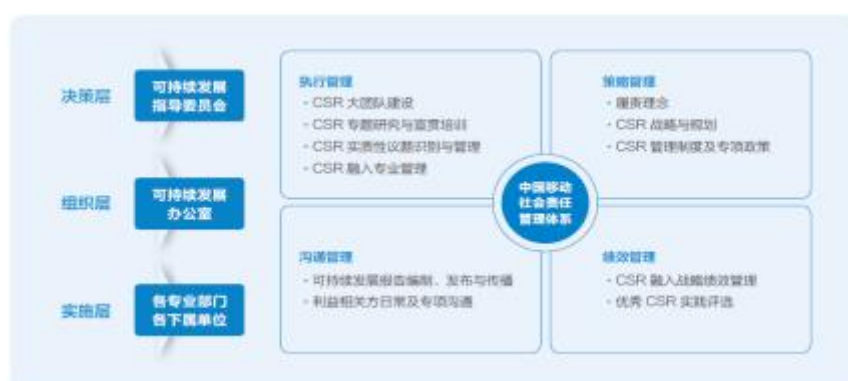 决策层
可持续发展
指导委员会
组织层
可持续发展
办公室
实施层
各专业部门
各下属单位
执行管理
· CSR 大团队建设
· CSR 专题研究与宣贯培训
· CSR 实质性议题识别与管理
· CSR 融入专业管理
策略管理
· 履责理念
· CSR 战略与规划
· CSR 管理制度及专项政策
中国移动
社会责任
管理体系
沟通管理
· 可持续发展报告编制、发布与传播
· 利益相关方日常及专项沟通
绩效管理
· CSR 融入战略绩效管理
· 优秀 CSR 实践评选